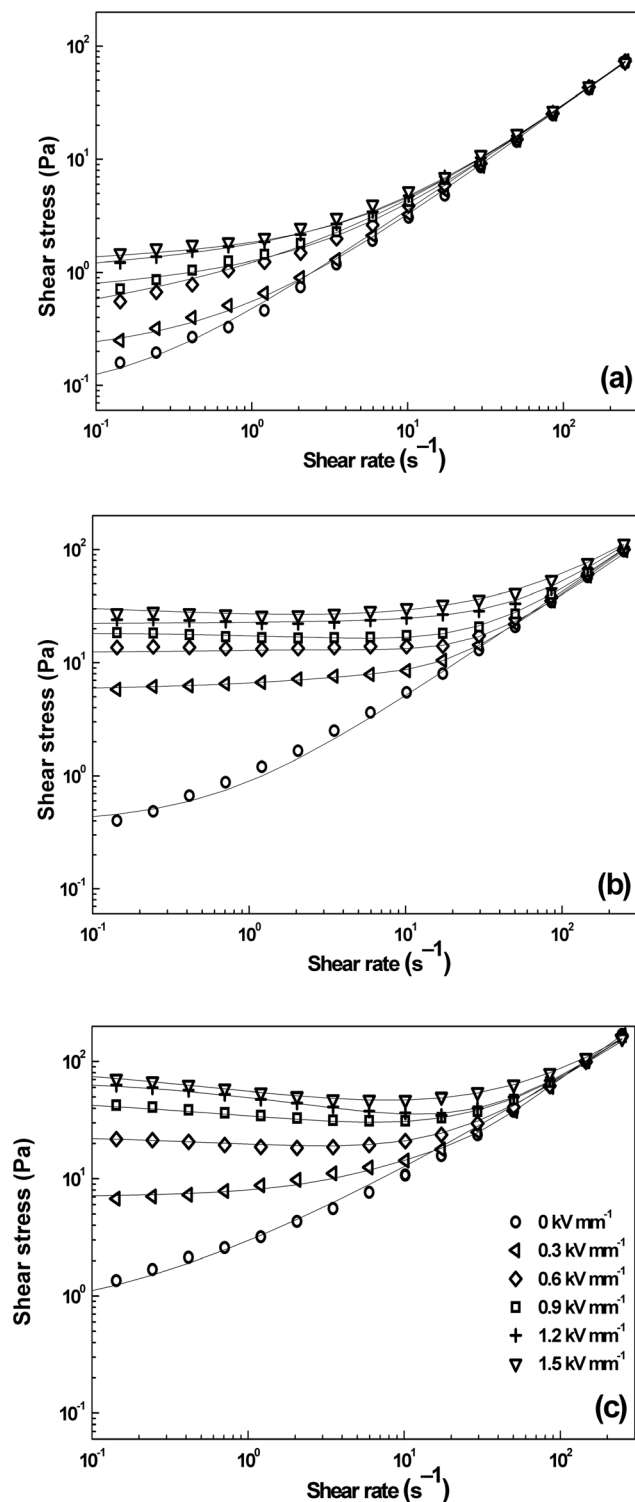 10²
10¹
10⁰
10⁻¹
Shear stress (Pa)
(a)
10⁻¹ 10⁰ 10¹ 10²
Shear rate (s⁻¹)
10²
10¹
10⁰
10⁻¹
Shear stress (Pa)
(b)
10⁻¹ 10⁰ 10¹ 10²
Shear rate (s⁻¹)
10²
10¹
10⁰
10⁻¹
Shear stress (Pa)
0 kV mm⁻¹
0.3 kV mm⁻¹
0.6 kV mm⁻¹
0.9 kV mm⁻¹
1.2 kV mm⁻¹
1.5 kV mm⁻¹
(c)
10⁻¹ 10⁰ 10¹ 10²
Shear rate (s⁻¹)